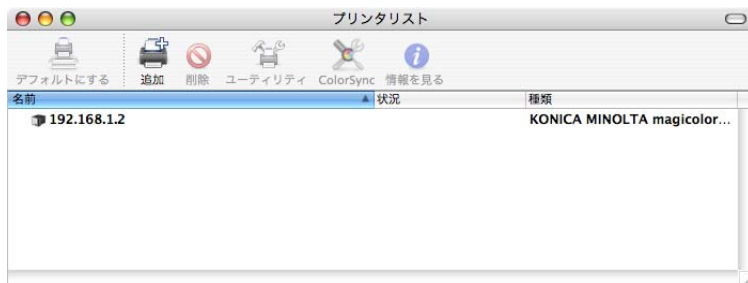 プリンタリスト
デフォルトにする 追加 削除 ユーティリティ ColorSync 情報を見る
名前 状況 種類
192.168.1.2 KONICA MINOLTA magicolor...